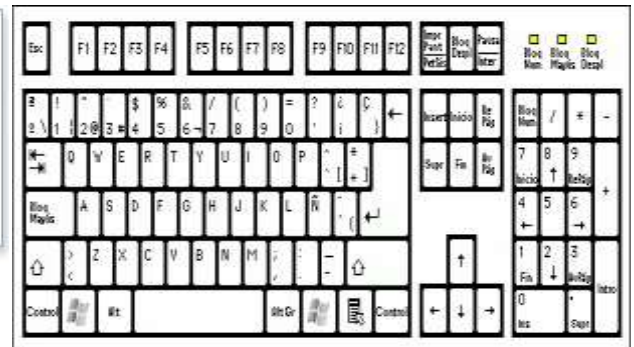 Esc F1 F2 F3 F4 F5 F6 F7 F8 F9 F10 F11 F12 Impr Pant PetSis Bloq Despl Pausa Inter Bloq Num Bloq Mayús Bloq Despl
! " $ % & / ( ) = ? ¿ Ç
\ 1 2 @ 3 # 4 5 6 ¬ 7 8 9 0 ' ¡ } ← Insert Inicio Re Pág Bloq Num / * -
Q W E R T Y U I O P ^ [ * + ] Supr Fin Av Pág 7 Inicio 8 ↑ 9 RePág +
Bloq Mayús A S D F G H J K L Ñ { 4 ← 5 6 →
> < Z X C V B N M ; , : . _ - ↑ 1 Fin 2 ↓ 3 AvPág Intro
Control Alt Alt Gr Control ← ↓ → 0 Ins . Supr